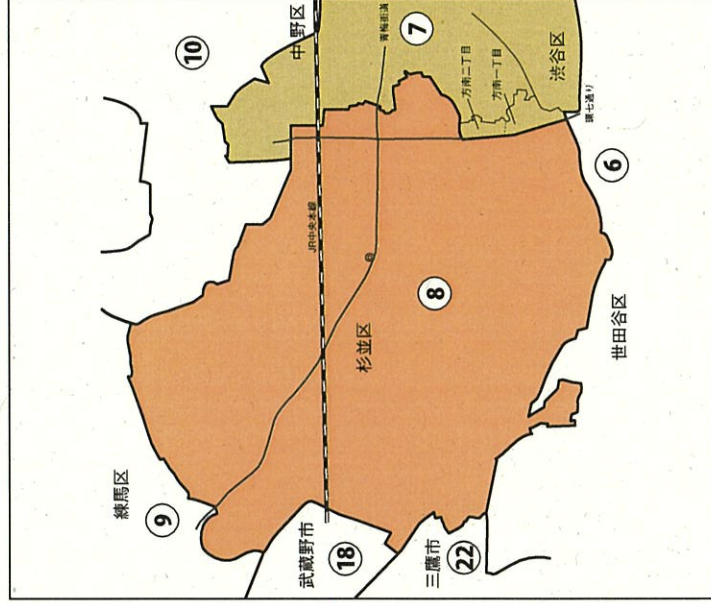 練馬区
9
武蔵野市
18
三鷹市
22
杉並区
8
JR中央本線
世田谷区
6
10
中野区
7
青梅街道
方南二丁目
方南一丁目
渋谷区
環七通り